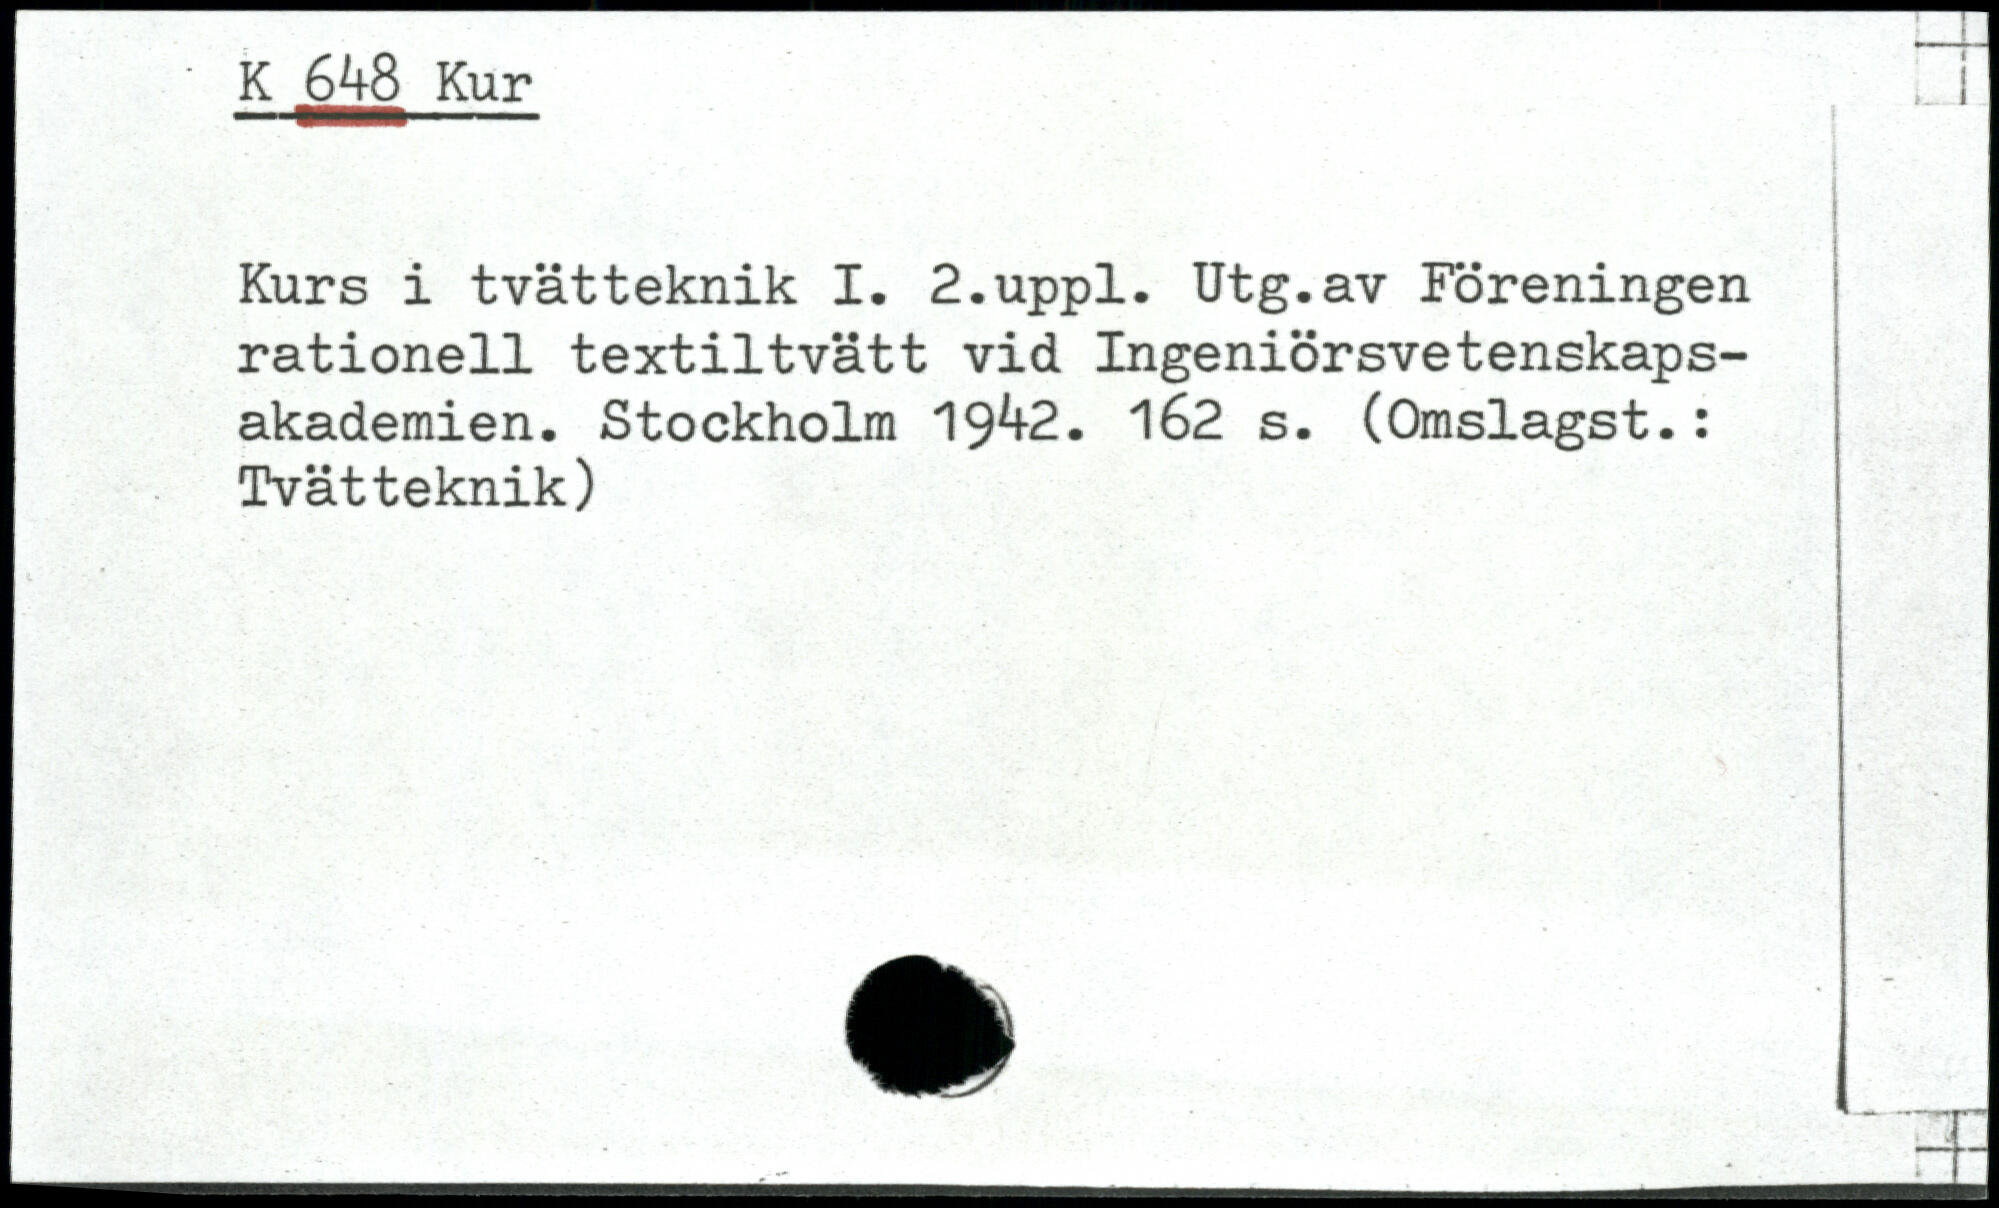 K 648 Kur
Kurs i tvätteknik I. 2.uppl. Utg.av Föreningen
rationell textiltvätt vid Ingeniörsvetenskaps-
akademien. Stockholm 1942. 162 s. (Omslagst.:
Tvätteknik)